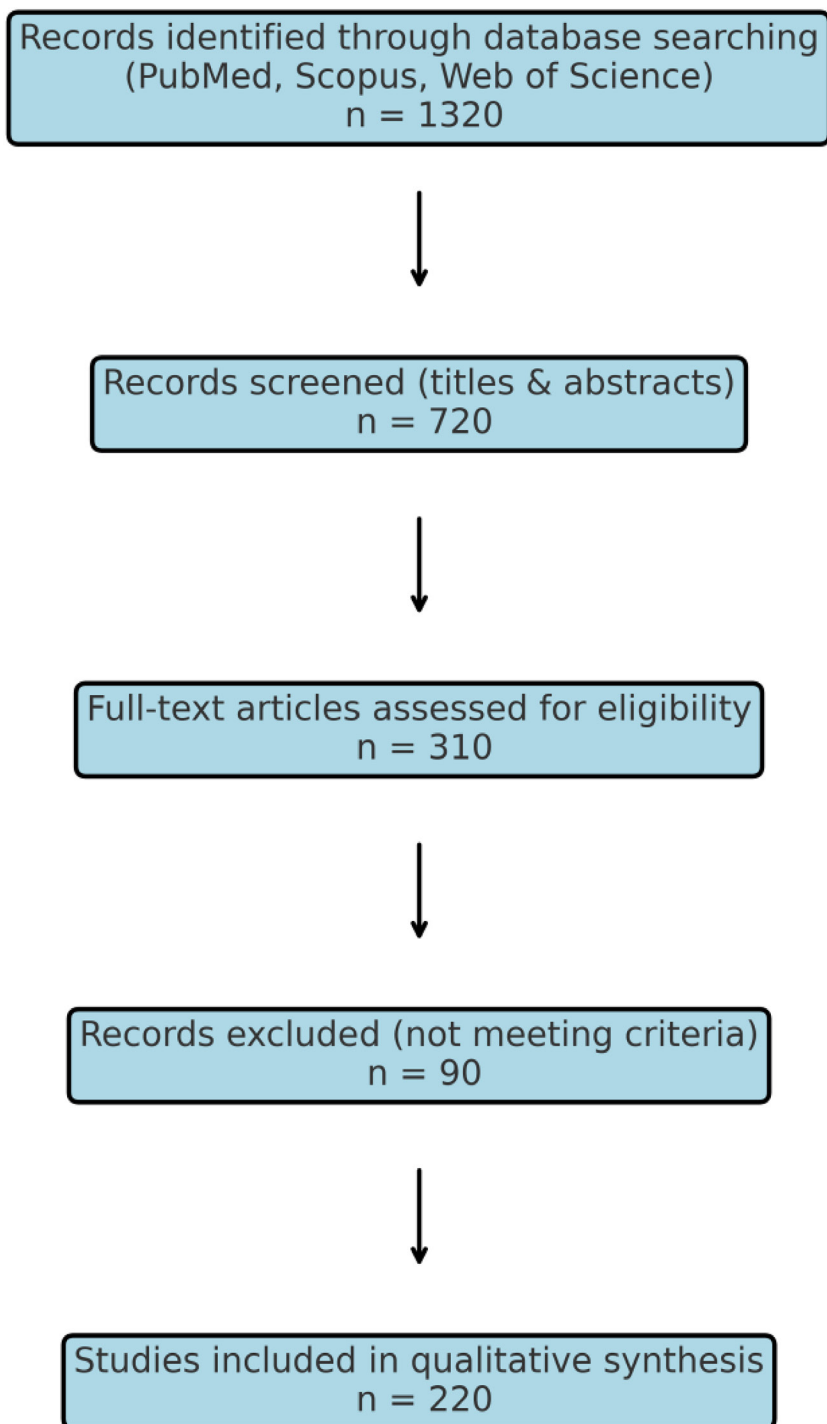 Records identified through database searching
(PubMed, Scopus, Web of Science)
n = 1320
Records screened (titles & abstracts)
n = 720
Full-text articles assessed for eligibility
n = 310
Records excluded (not meeting criteria)
n = 90
Studies included in qualitative synthesis
n = 220